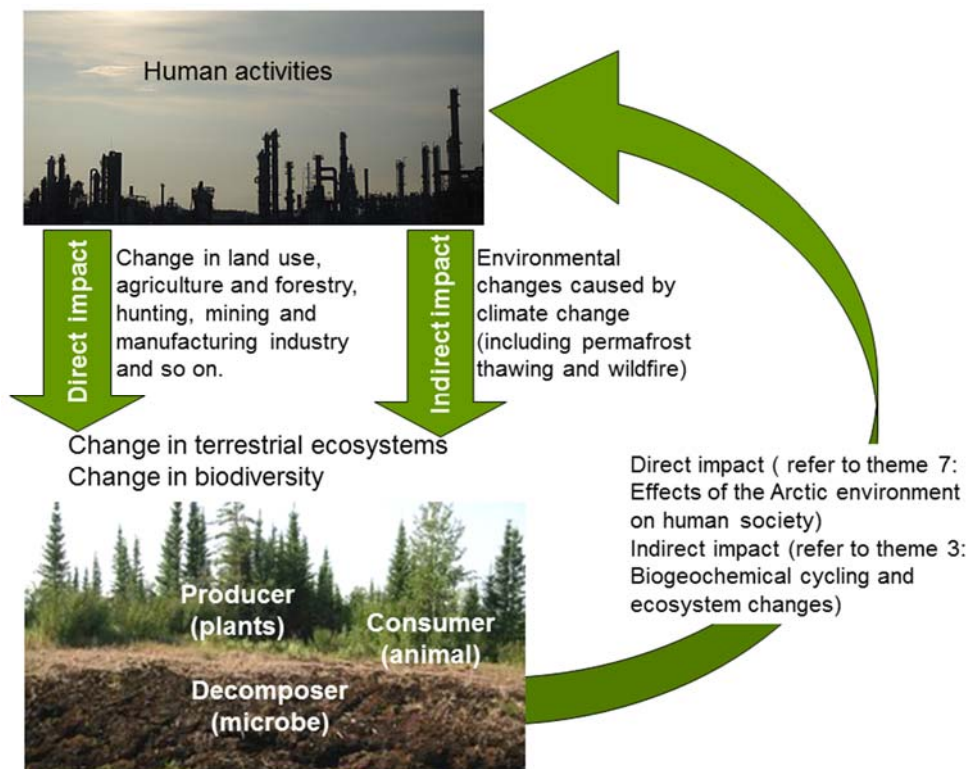 Human activities
Direct impact
Change in land use,
agriculture and forestry,
hunting, mining and
manufacturing industry
and so on.
Indirect impact
Environmental
changes caused by
climate change
(including permafrost
thawing and wildfire)
Change in terrestrial ecosystems
Change in biodiversity
Producer
(plants)
Consumer
(animal)
Decomposer
(microbe)
Direct impact ( refer to theme 7:
Effects of the Arctic environment
on human society)
Indirect impact (refer to theme 3:
Biogeochemical cycling and
ecosystem changes)